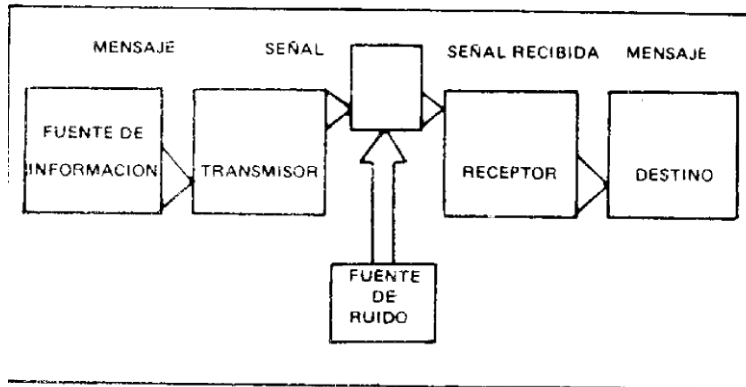 MENSAJE
SEÑAL
SEÑAL RECIBIDA
MENSAJE
FUENTE DE
INFORMACION
TRANSMISOR
RECEPTOR
DESTINO
FUENTE
DE
RUIDO